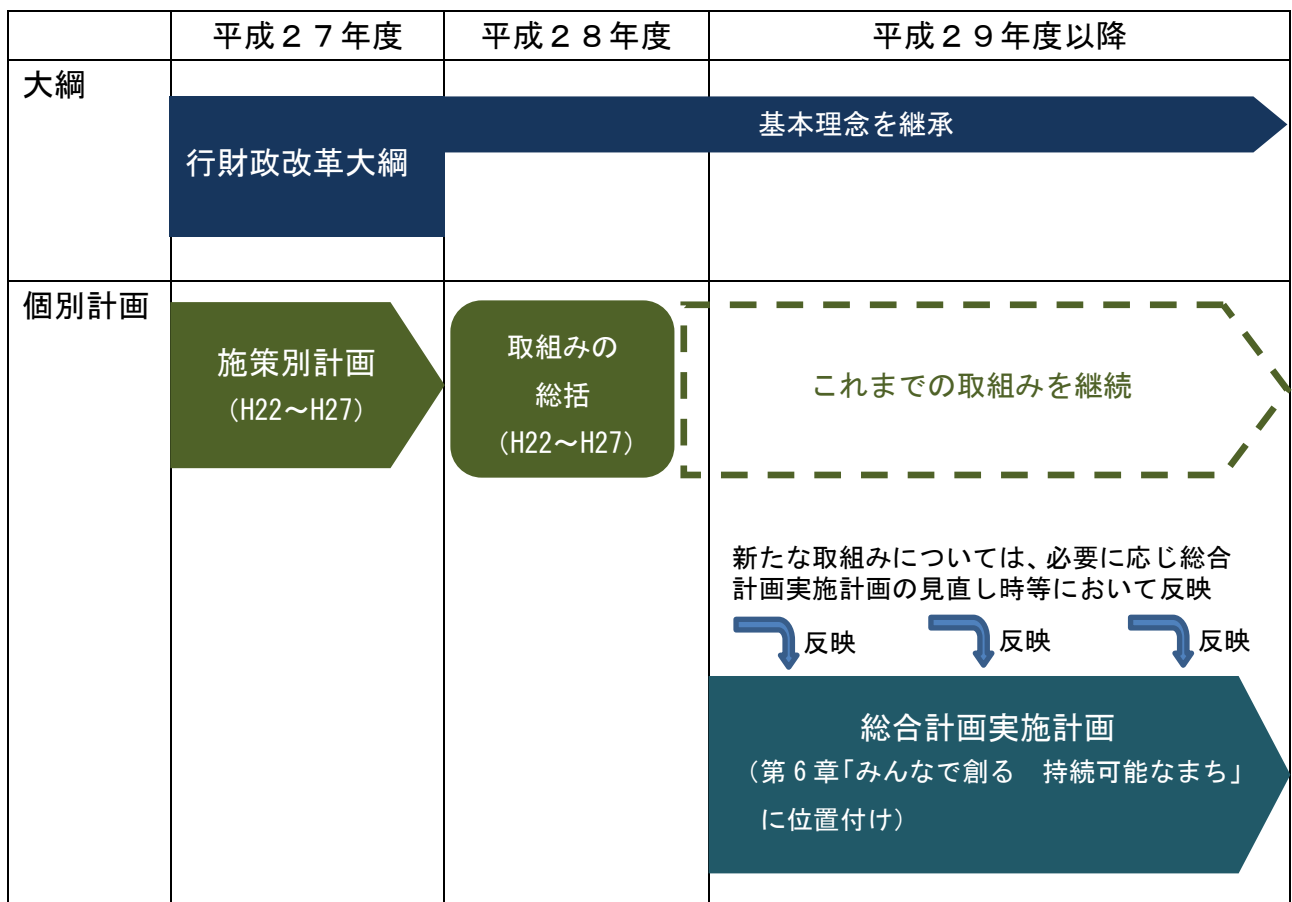 平成２７年度
平成２８年度
平成２９年度以降
大綱
基本理念を継承
行財政改革大綱
個別計画
施策別計画
(H22～H27)
取組みの
総括
(H22～H27)
これまでの取組みを継続
新たな取組みについては、必要に応じ総合
計画実施計画の見直し時等において反映
反映
反映
反映
総合計画実施計画
(第６章｢みんなで創る　持続可能なまち｣
に位置付け)